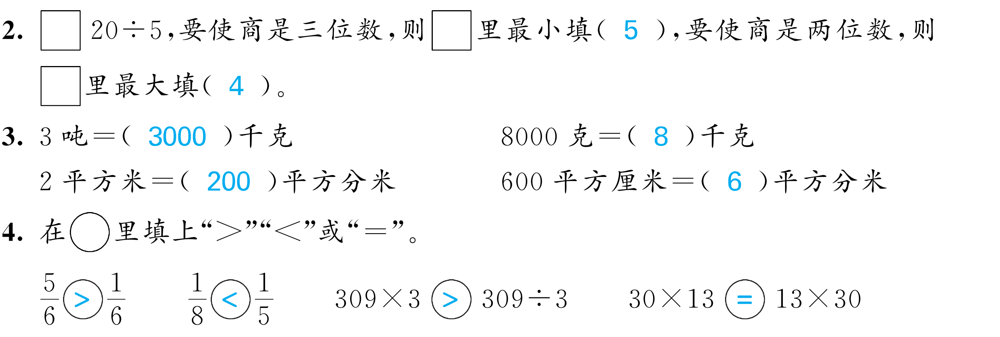 2. □20÷5,要使商是三位数,则□里最小填( 5 ),要使商是两位数,则
□里最大填( 4 )。
3. 3 吨=( 3000 )千克 8000 克=( 8 )千克
2 平方米=( 200 )平方分米 600 平方厘米=( 6 )平方分米
4. 在○里填上“>”“<”或“=”。
5/6 > 1/6 1/8 < 1/5 309×3 > 309÷3 30×13 = 13×30